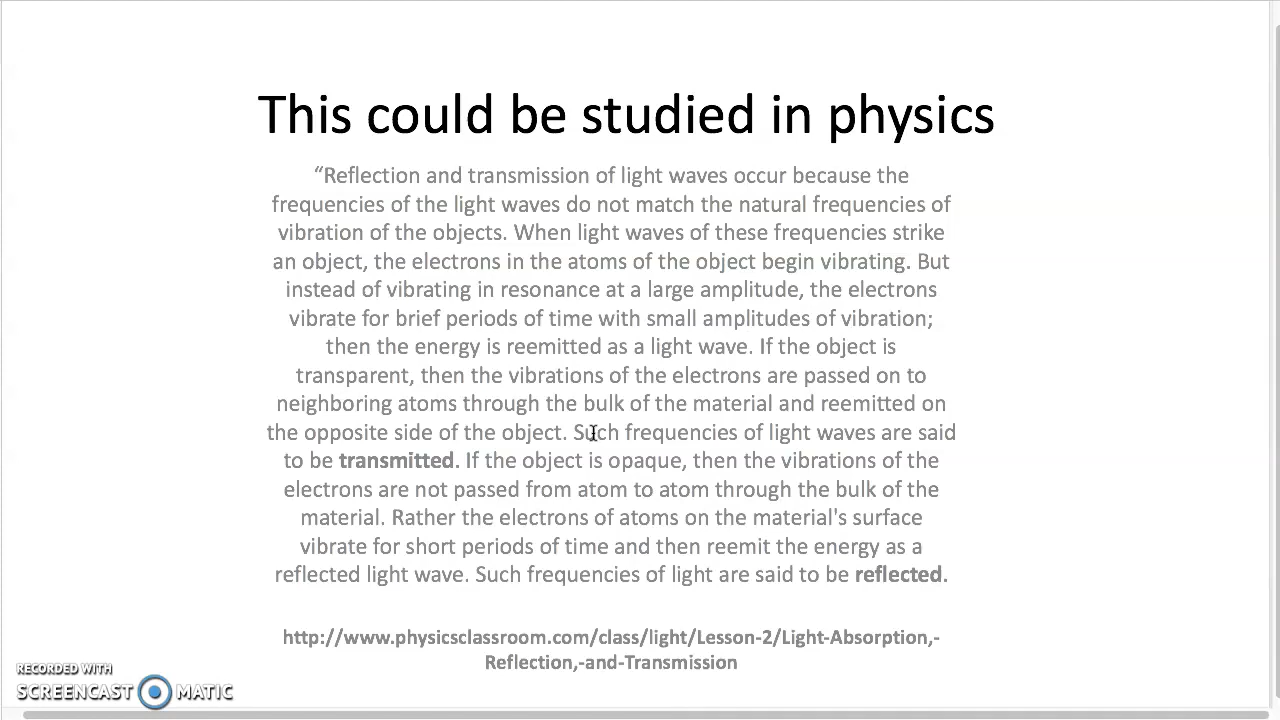 This could be studied in physics
“Reflection and transmission of light waves occur because the
frequencies of the light waves do not match the natural frequencies of
vibration of the objects. When light waves of these frequencies strike
an object, the electrons in the atoms of the object begin vibrating. But
instead of vibrating in resonance at a large amplitude, the electrons
vibrate for brief periods of time with small amplitudes of vibration;
then the energy is reemitted as a light wave. If the object is
transparent, then the vibrations of the electrons are passed on to
neighboring atoms through the bulk of the material and reemitted on
the opposite side of the object. Such frequencies of light waves are said
to be transmitted. If the object is opaque, then the vibrations of the
electrons are not passed from atom to atom through the bulk of the
material. Rather the electrons of atoms on the material's surface
vibrate for short periods of time and then reemit the energy as a
reflected light wave. Such frequencies of light are said to be reflected.
http://www.physicsclassroom.com/class/light/Lesson-2/Light-Absorption,-
Reflection,-and-Transmission
RECORDED WITH
SCREENCAST MATIC